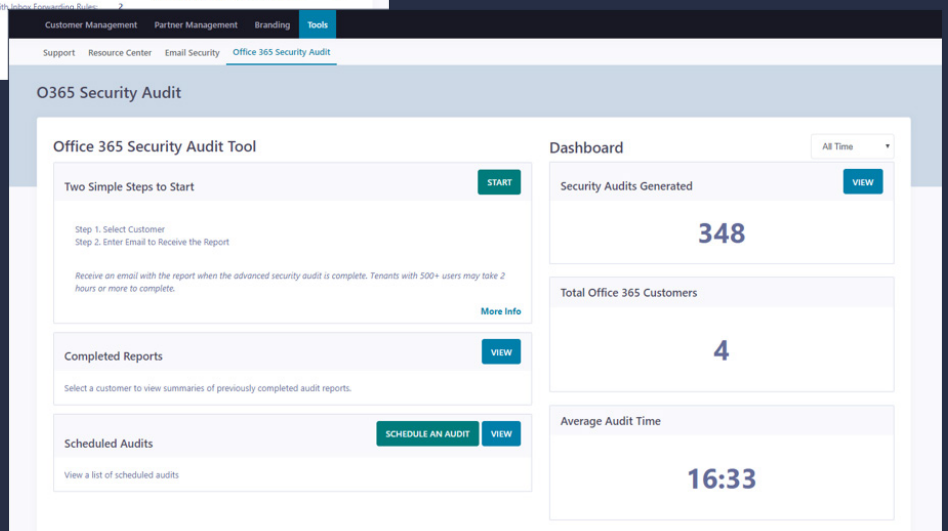 ith Inbox Forwarding Rules: 2
Customer Management Partner Management Branding Tools
Support Resource Center Email Security Office 365 Security Audit
O365 Security Audit
Office 365 Security Audit Tool
Two Simple Steps to Start
START
Step 1. Select Customer
Step 2. Enter Email to Receive the Report
Receive an email with the report when the advanced security audit is complete. Tenants with 500+ users may take 2
hours or more to complete.
More Info
Completed Reports
VIEW
Select a customer to view summaries of previously completed audit reports.
Scheduled Audits
SCHEDULE AN AUDIT
VIEW
View a list of scheduled audits
Dashboard
All Time
Security Audits Generated
VIEW
348
Total Office 365 Customers
4
Average Audit Time
16:33